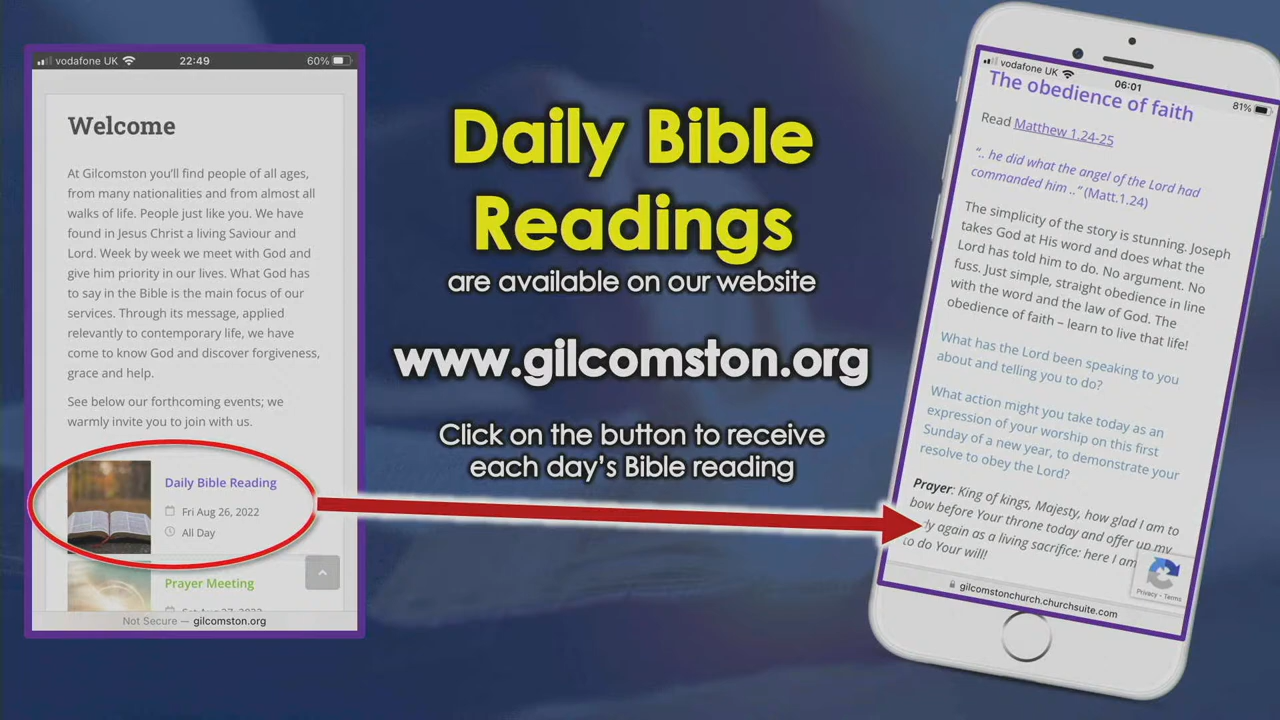 vodafone UK 22:49 60%
Welcome
At Gilcomston you'll find people of all ages,
from many nationalities and from almost all
walks of life. People just like you. We have
found in Jesus Christ a living Saviour and
Lord. Week by week we meet with God and
give him priority in our lives. What God has
to say in the Bible is the main focus of our
services. Through its message, applied
relevantly to contemporary life, we have
come to know God and discover forgiveness,
grace and help.
See below our forthcoming events; we
warmly invite you to join with us.
Daily Bible Reading
Fri Aug 26, 2022
All Day
Prayer Meeting
Sat Aug 27, 2022
Not Secure — gilcomston.org
Daily Bible
Readings
are available on our website
www.gilcomston.org
Click on the button to receive
each day's Bible reading
vodafone UK 06:01 81%
The obedience of faith
Read Matthew 1.24-25
".. he did what the angel of the Lord had
commanded him .." (Matt.1.24)
The simplicity of the story is stunning. Joseph
takes God at His word and does what the
Lord has told him to do. No argument. No
fuss. Just simple, straight obedience in line
with the word and the law of God. The
obedience of faith – learn to live that life!
What has the Lord been speaking to you
about and telling you to do?
What action might you take today as an
expression of your worship on this first
Sunday of a new year, to demonstrate your
resolve to obey the Lord?
Prayer: King of kings, Majesty, how glad I am to
bow before Your throne today and offer up my
again as a living sacrifice: here I am
to do Your will!
Privacy - Terms
gilcomstonchurch.churchsuite.com